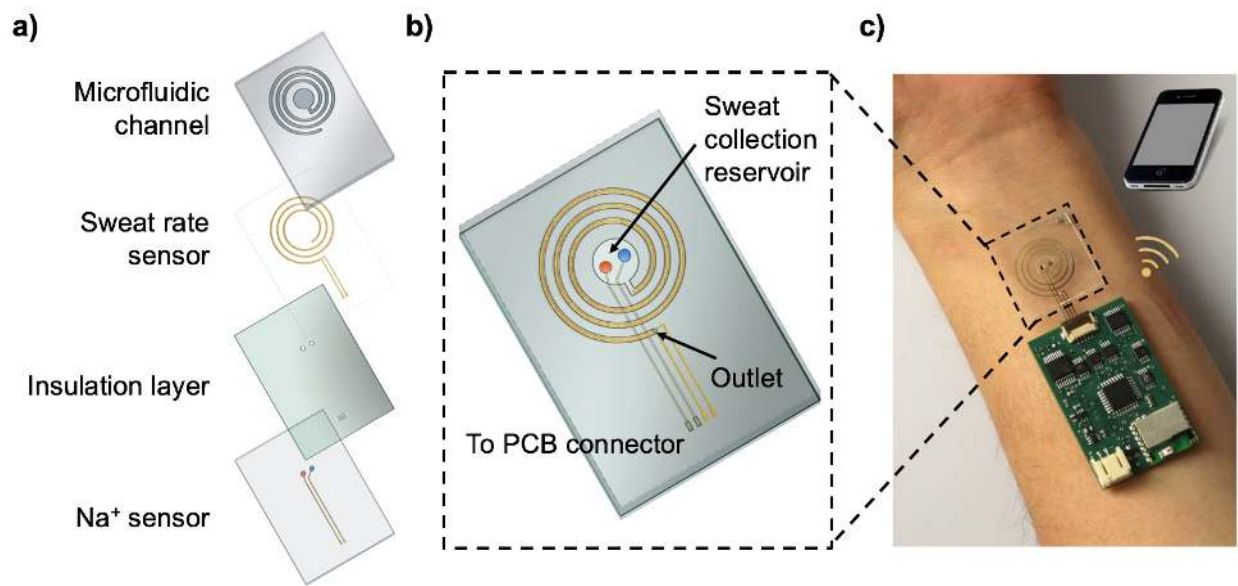 a)
Microfluidic
channel
Sweat rate
sensor
Insulation layer
Na⁺ sensor
b)
Sweat
collection
reservoir
Outlet
To PCB connector
c)